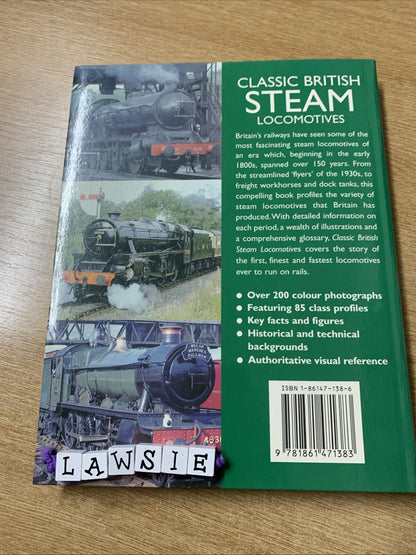 CLASSIC BRITISH
STEAM
LOCOMOTIVES
Britain's railways have seen some of the
most fascinating steam locomotives of
an era which, beginning in the early
1800s, spanned over 150 years. From
the streamlined 'flyers' of the 1930s, to
freight workhorses and dock tanks, this
compelling book profiles the variety of
steam locomotives that Britain has
produced. With detailed information on
each period, a wealth of illustrations and
a comprehensive glossary, Classic British
Steam Locomotives covers the story of
the first, finest and fastest locomotives
ever to run on rails.
Over 200 colour photographs
Featuring 85 class profiles
Key facts and figures
Historical and technical
backgrounds
Authoritative visual reference
ISBN 1-86147-138-6
9 781861 471383
PULLMAN
LAWSIE